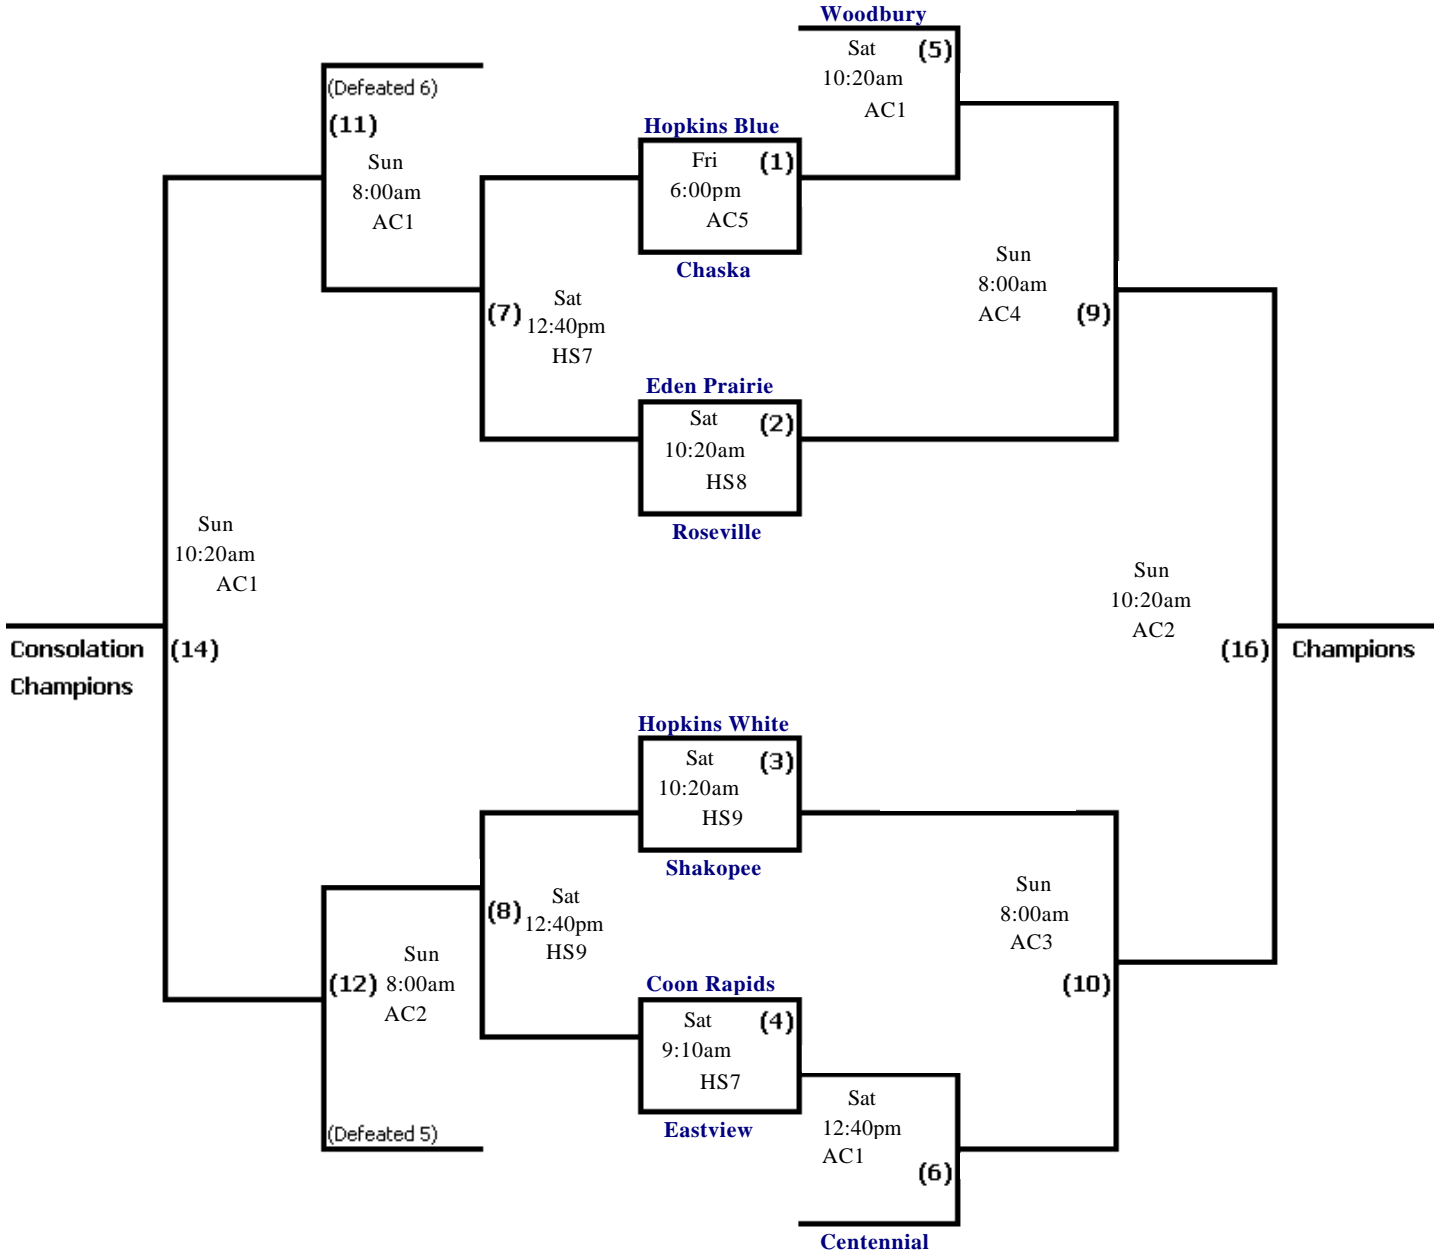 Woodbury
Sat (5)
10:20am
AC1
(Defeated 6)
(11)
Sun
8:00am
AC1
Hopkins Blue
Fri (1)
6:00pm
AC5
Chaska
Sun
8:00am
AC4 (9)
(7) Sat
12:40pm
HS7
Eden Prairie
Sat (2)
10:20am
HS8
Roseville
Sun
10:20am
AC1
Sun
10:20am
AC2
Consolation (14)
Champions
(16) Champions
Hopkins White
Sat (3)
10:20am
HS9
Shakopee
Sun
8:00am
AC3
(10)
(8) Sat
12:40pm
HS9
Sun
(12) 8:00am
AC2
Coon Rapids
Sat (4)
9:10am
HS7
Eastview
Sat
12:40pm
AC1
(6)
(Defeated 5)
Centennial